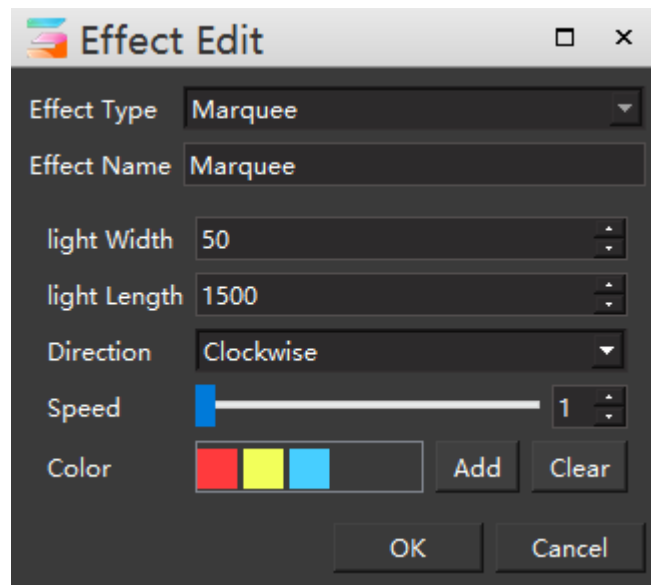 Effect Edit
Effect Type Marquee
Effect Name Marquee
light Width 50
light Length 1500
Direction Clockwise
Speed 1
Color Add Clear
OK Cancel